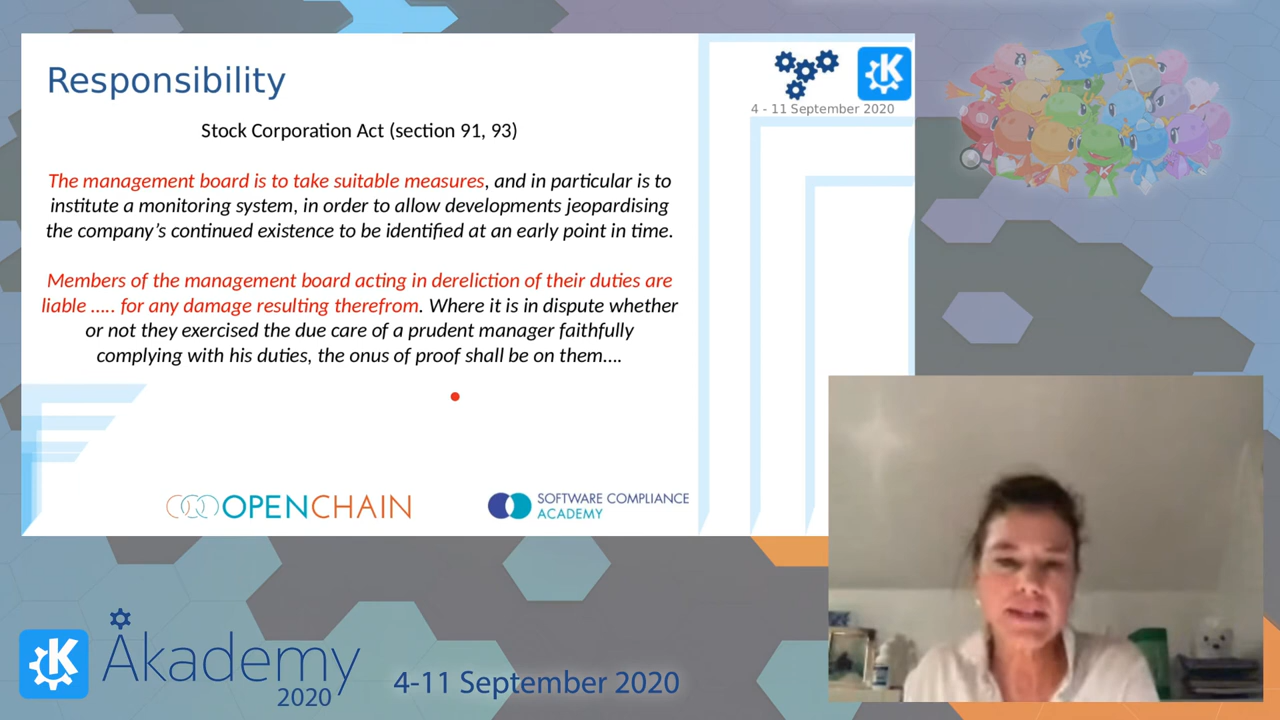 Responsibility
4 - 11 September 2020
Stock Corporation Act (section 91, 93)
The management board is to take suitable measures, and in particular is to
institute a monitoring system, in order to allow developments jeopardising
the company’s continued existence to be identified at an early point in time.
Members of the management board acting in dereliction of their duties are
liable ..... for any damage resulting therefrom. Where it is in dispute whether
or not they exercised the due care of a prudent manager faithfully
complying with his duties, the onus of proof shall be on them....
OPENCHAIN
SOFTWARE COMPLIANCE
ACADEMY
Akademy
2020
4-11 September 2020